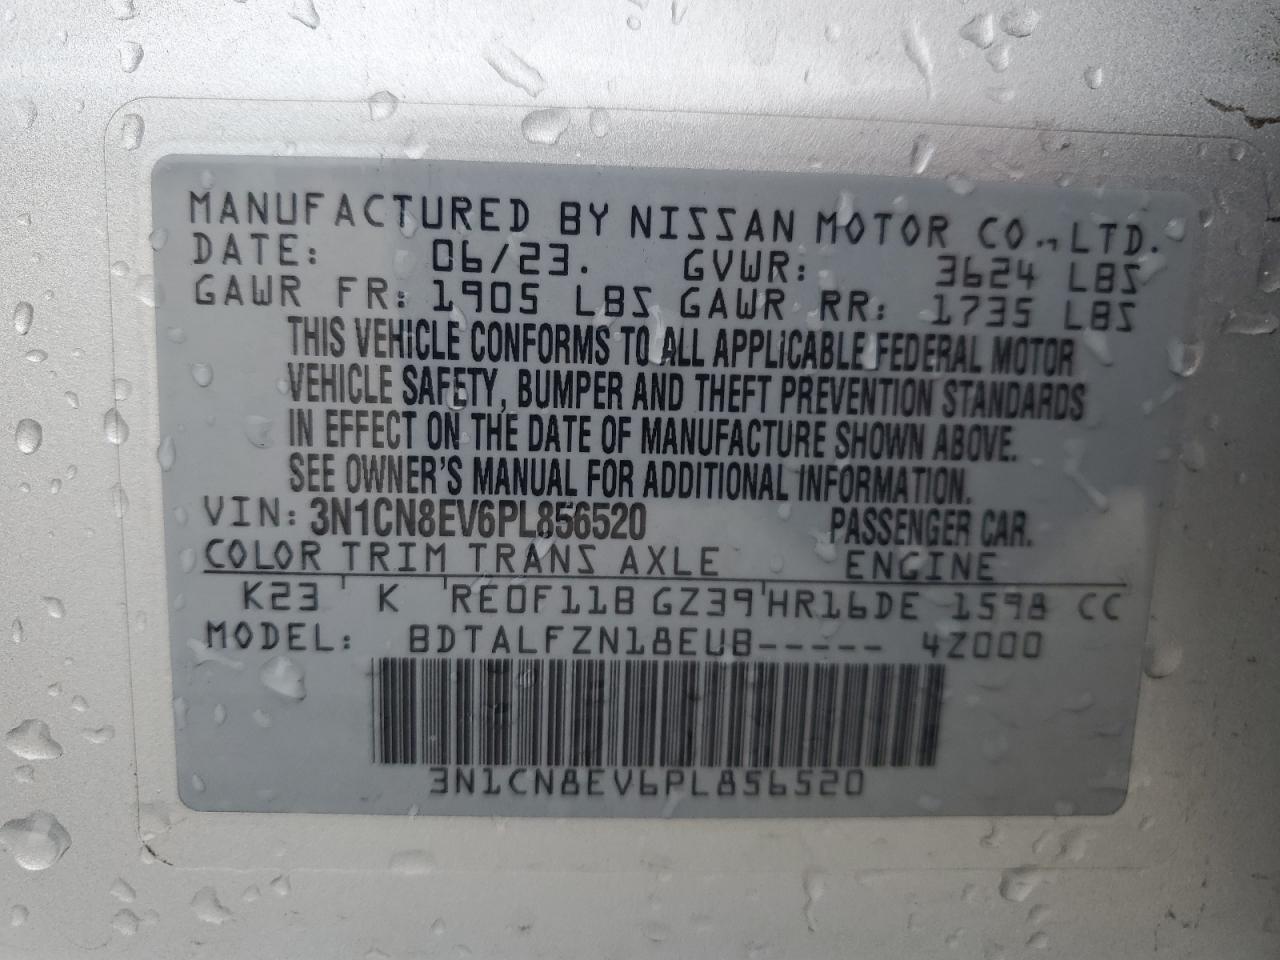 MANUFACTURED BY NISSAN MOTOR CO., LTD.
DATE: 06/23. GVWR: 3624 LBS
GAWR FR: 1905 LBS GAWR RR: 1735 LBS
THIS VEHICLE CONFORMS TO ALL APPLICABLE FEDERAL MOTOR
VEHICLE SAFETY, BUMPER AND THEFT PREVENTION STANDARDS
IN EFFECT ON THE DATE OF MANUFACTURE SHOWN ABOVE.
SEE OWNER'S MANUAL FOR ADDITIONAL INFORMATION.
VIN: 3N1CN8EV6PL856520 PASSENGER CAR.
COLOR TRIM TRANS AXLE ENGINE
K23 K RE0F11B GZ39 HR16DE 1598 CC
MODEL: BDTALFZN18EUB----- 4Z000
3N1CN8EV6PL856520